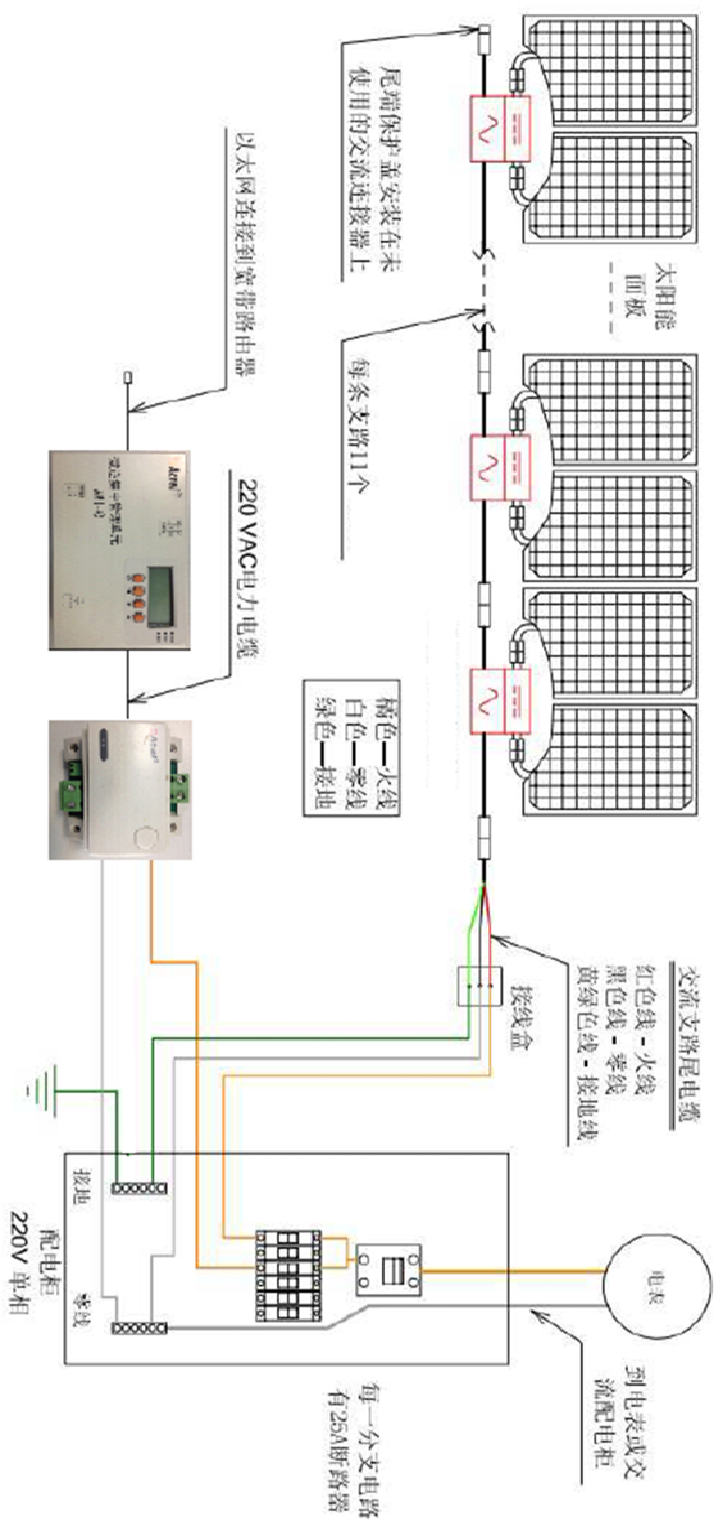 太阳能
面板
尾端保护盖安装在未
使用的交流连接器上
每条支路11个
以太网连接到宽带路由器
220 VAC电力电缆
橘色—火线
白色—零线
绿色—接地
交流支路尾电缆
红色线 - 火线
黑色线 - 零线
黄绿色线 - 接地线
接线盒
接地
零线
配电柜
220V 单相
电表
到电表或交
流配电柜
每一分支电路
有25A断路器